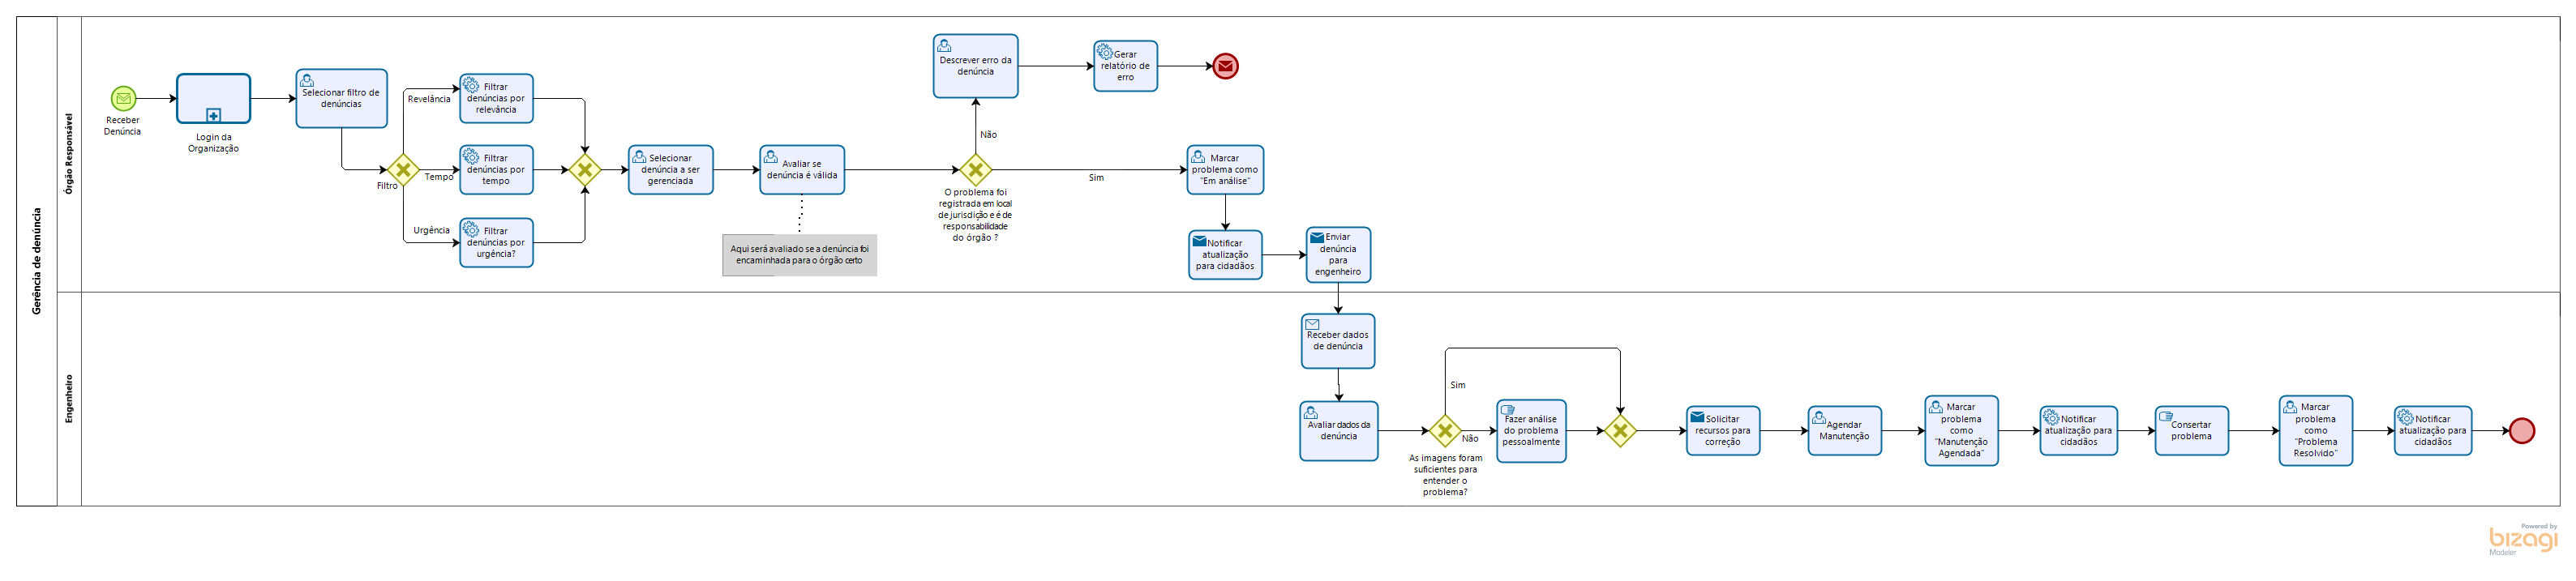 Gerência de denúncia
Órgão Responsável
Receber
Denúncia
Login da
Organização
Selecionar filtro de
denúncias
Filtro
Revelância
Tempo
Urgência
Filtrar
denúncias por
relevância
Filtrar
denúncias por
tempo
Filtrar
denúncias por
urgência?
Selecionar
denúncia a ser
gerenciada
Avaliar se
denúncia é válida
Aqui será avaliado se a denúncia foi
encaminhada para o órgão certo
O problema foi
registrada em local
de jurisdição e é de
responsabilidade
do órgão ?
Não
Descrever erro da
denúncia
Gerar
relatório de
erro
Sim
Marcar
problema como
"Em análise"
Notificar
atualização
para cidadãos
Enviar
denúncia
para
engenheiro
Engenheiro
Receber dados
de denúncia
Avaliar dados da
denúncia
As imagens foram
suficientes para
entender o
problema?
Sim
Não
Fazer análise
do problema
pessoalmente
Solicitar
recursos para
correção
Agendar
Manutenção
Marcar
problema
como
"Manutenção
Agendada"
Notificar
atualização para
cidadãos
Consertar
problema
Marcar
problema
como
"Problema
Resolvido"
Notificar
atualização para
cidadãos
Powered by
bizagi
Modeler